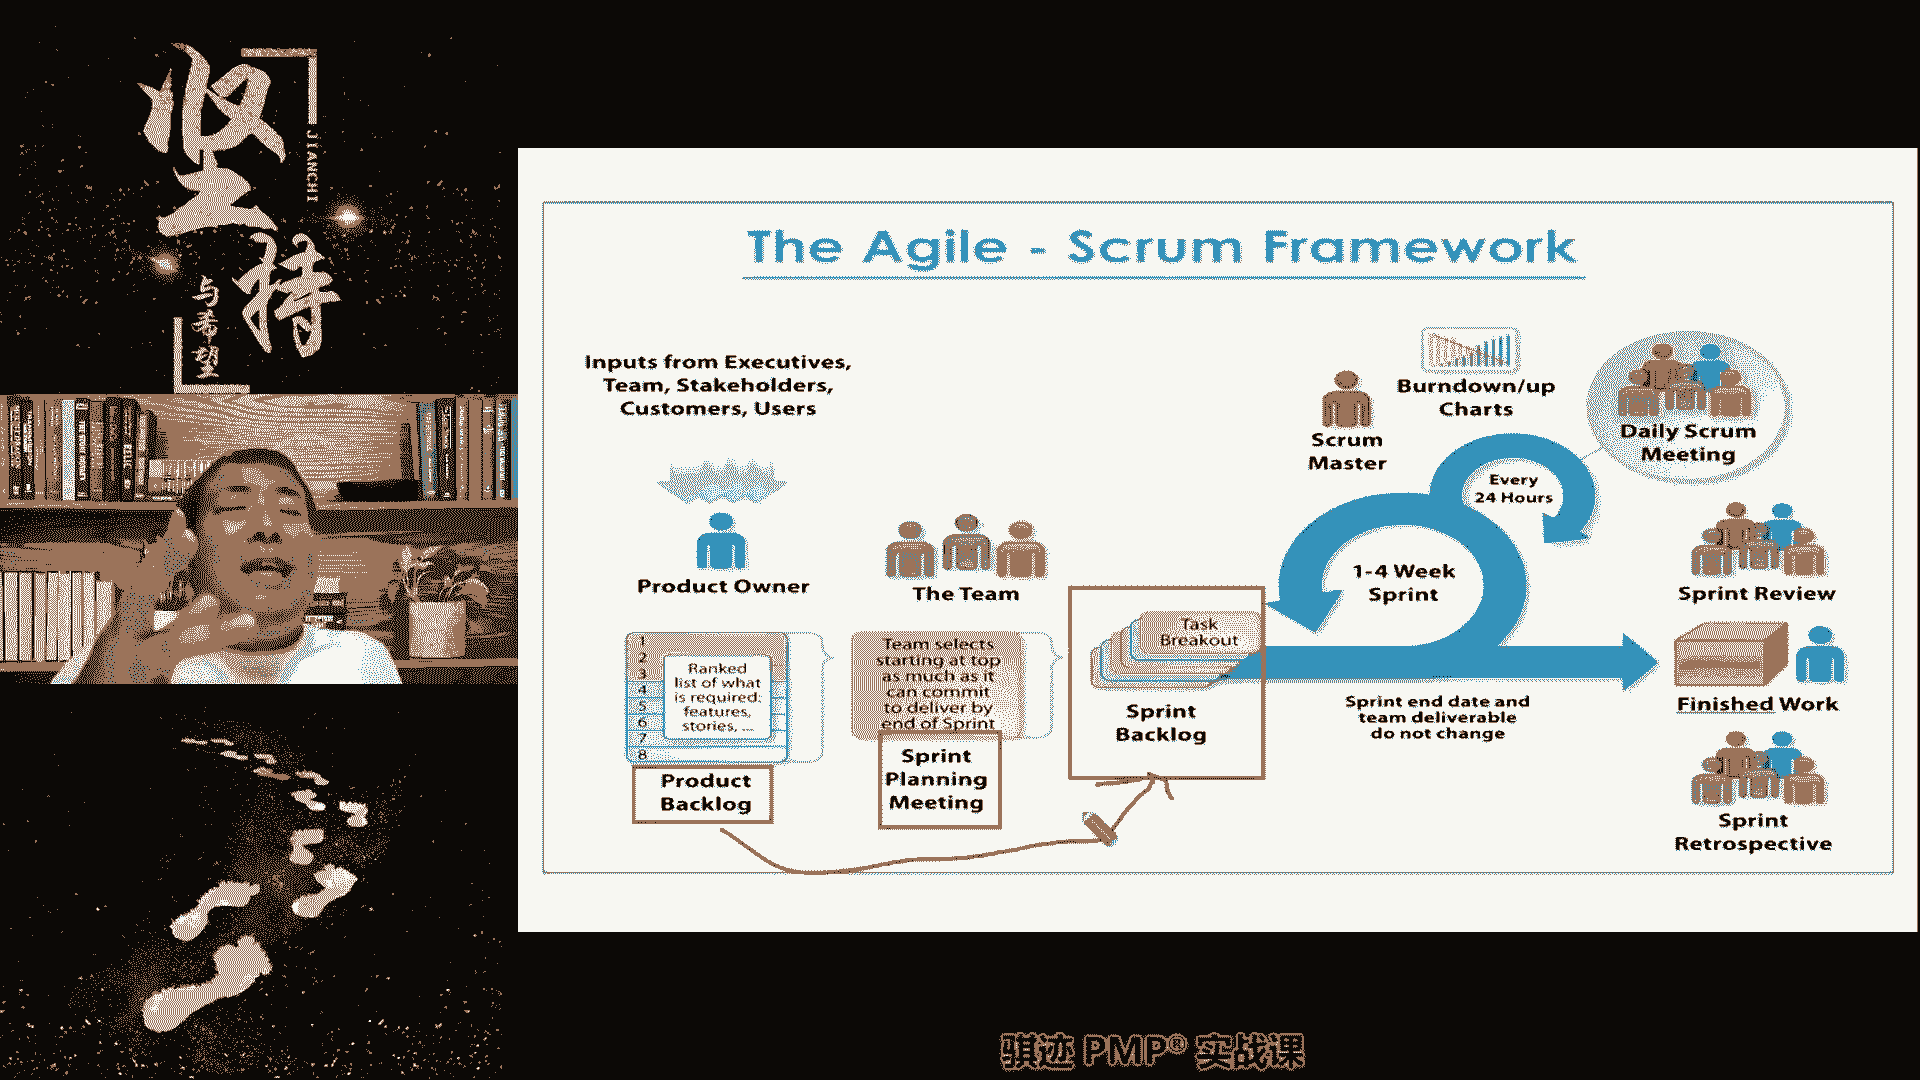 坚持
JIANCHI
与希望
The Agile - Scrum Framework
Inputs from Executives,
Team, Stakeholders,
Customers, Users
Product Owner
The Team
1
2
3
4
5
6
7
8
Ranked
list of what
is required:
features,
stories, ...
Product
Backlog
Team selects
starting at top
as much as it
can commit
to deliver by
end of Sprint
Sprint
Planning
Meeting
Task
Breakout
Sprint
Backlog
Scrum
Master
Burndown/up
Charts
Every
24 Hours
1-4 Week
Sprint
Sprint end date and
team deliverable
do not change
Daily Scrum
Meeting
Sprint Review
Finished Work
Sprint
Retrospective
骐迹 PMP® 实战课